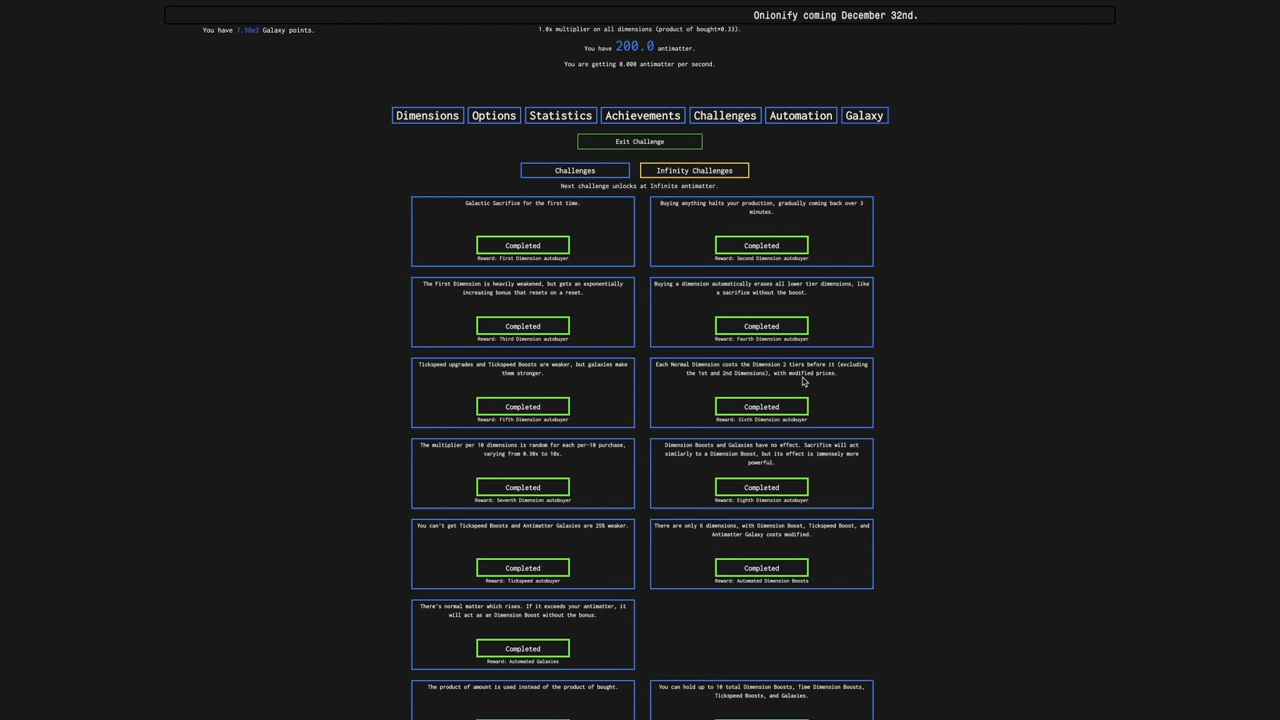 Onionify coming December 32nd.
You have 7.38e2 Galaxy points.
1.0x multiplier on all dimensions (product of bought*0.33).
You have 200.0 antimatter.
You are getting 0.000 antimatter per second.
Dimensions Options Statistics Achievements Challenges Automation Galaxy
Exit Challenge
Challenges Infinity Challenges
Next challenge unlocks at Infinite antimatter.
Galactic Sacrifice for the first time.
Completed
Reward: First Dimension autobuyer
Buying anything halts your production, gradually coming back over 3
minutes.
Completed
Reward: Second Dimension autobuyer
The First Dimension is heavily weakened, but gets an exponentially
increasing bonus that resets on a reset.
Completed
Reward: Third Dimension autobuyer
Buying a dimension automatically erases all lower tier dimensions, like
a sacrifice without the boost.
Completed
Reward: Fourth Dimension autobuyer
Tickspeed upgrades and Tickspeed Boosts are weaker, but galaxies make
them stronger.
Completed
Reward: Fifth Dimension autobuyer
Each Normal Dimension costs the Dimension 2 tiers before it (excluding
the 1st and 2nd Dimensions), with modified prices.
Completed
Reward: Sixth Dimension autobuyer
The multiplier per 10 dimensions is random for each per-10 purchase,
varying from 0.30x to 10x.
Completed
Reward: Seventh Dimension autobuyer
Dimension Boosts and Galaxies have no effect. Sacrifice will act
similarly to a Dimension Boost, but its effect is immensely more
powerful.
Completed
Reward: Eighth Dimension autobuyer
You can't get Tickspeed Boosts and Antimatter Galaxies are 25% weaker.
Completed
Reward: Tickspeed autobuyer
There are only 6 dimensions, with Dimension Boost, Tickspeed Boost, and
Antimatter Galaxy costs modified.
Completed
Reward: Automated Dimension Boosts
There's normal matter which rises. If it exceeds your antimatter, it
will act as an Dimension Boost without the bonus.
Completed
Reward: Automated Galaxies
The product of amount is used instead of the product of bought.
You can hold up to 10 total Dimension Boosts, Time Dimension Boosts,
Tickspeed Boosts, and Galaxies.